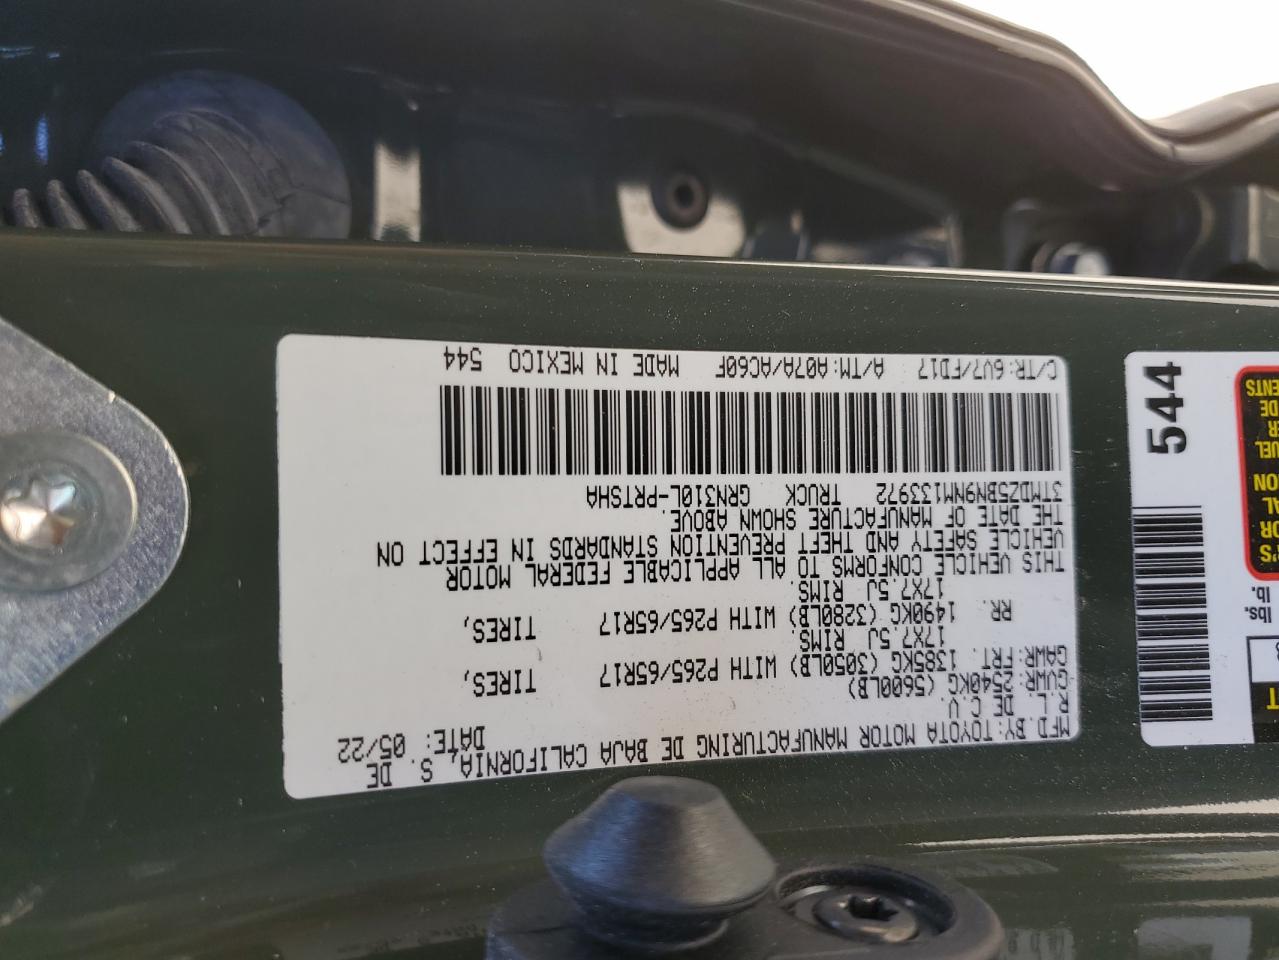 MFD.BY:TOYOTA MOTOR MANUFACTURING DE BAJA CALIFORNIA, S. DE
R.L. DE C.V. DATE: 05/22
GVWR:2540KG (5600LB)
GAWR:FRT. 1385KG (3050LB) WITH P265/65R17 TIRES,
17X7.5J RIMS.
RR. 1490KG (3280LB) WITH P265/65R17 TIRES,
17X7.5J RIMS.
THIS VEHICLE CONFORMS TO ALL APPLICABLE FEDERAL MOTOR
VEHICLE SAFETY AND THEFT PREVENTION STANDARDS IN EFFECT ON
THE DATE OF MANUFACTURE SHOWN ABOVE.
3TMDZ5BN9NM133972 TRUCK GRN310L-PRTSHA
C/TR:6V7/FD17 A/TM:A07A/AC60F MADE IN MEXICO 544
544
lbs.
lb.